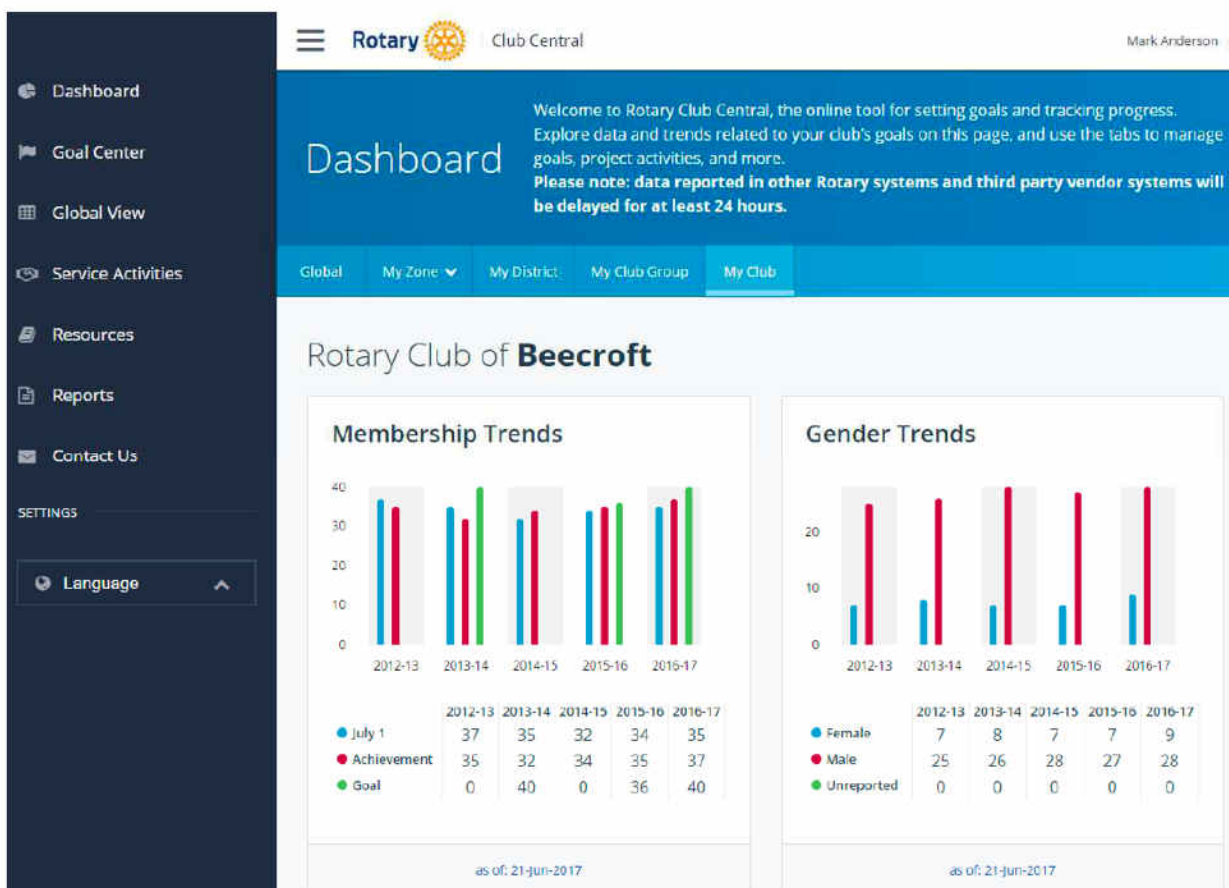 Rotary
Club Central
Mark Anderson
Dashboard
Goal Center
Global View
Service Activities
Resources
Reports
Contact Us
SETTINGS
Language
Dashboard
Welcome to Rotary Club Central, the online tool for setting goals and tracking progress.
Explore data and trends related to your club's goals on this page, and use the tabs to manage
goals, project activities, and more.
Please note: data reported in other Rotary systems and third party vendor systems will
be delayed for at least 24 hours.
Global My Zone My District My Club Group My Club
Rotary Club of Beecroft
Membership Trends
40
30
20
10
0
2012-13 2013-14 2014-15 2015-16 2016-17
2012-13 2013-14 2014-15 2015-16 2016-17
July 1 37 35 32 34 35
Achievement 35 32 34 35 37
Goal 0 40 0 36 40
as of: 21-Jun-2017
Gender Trends
20
10
0
2012-13 2013-14 2014-15 2015-16 2016-17
2012-13 2013-14 2014-15 2015-16 2016-17
Female 7 8 7 7 9
Male 25 26 28 27 28
Unreported 0 0 0 0 0
as of: 21-Jun-2017